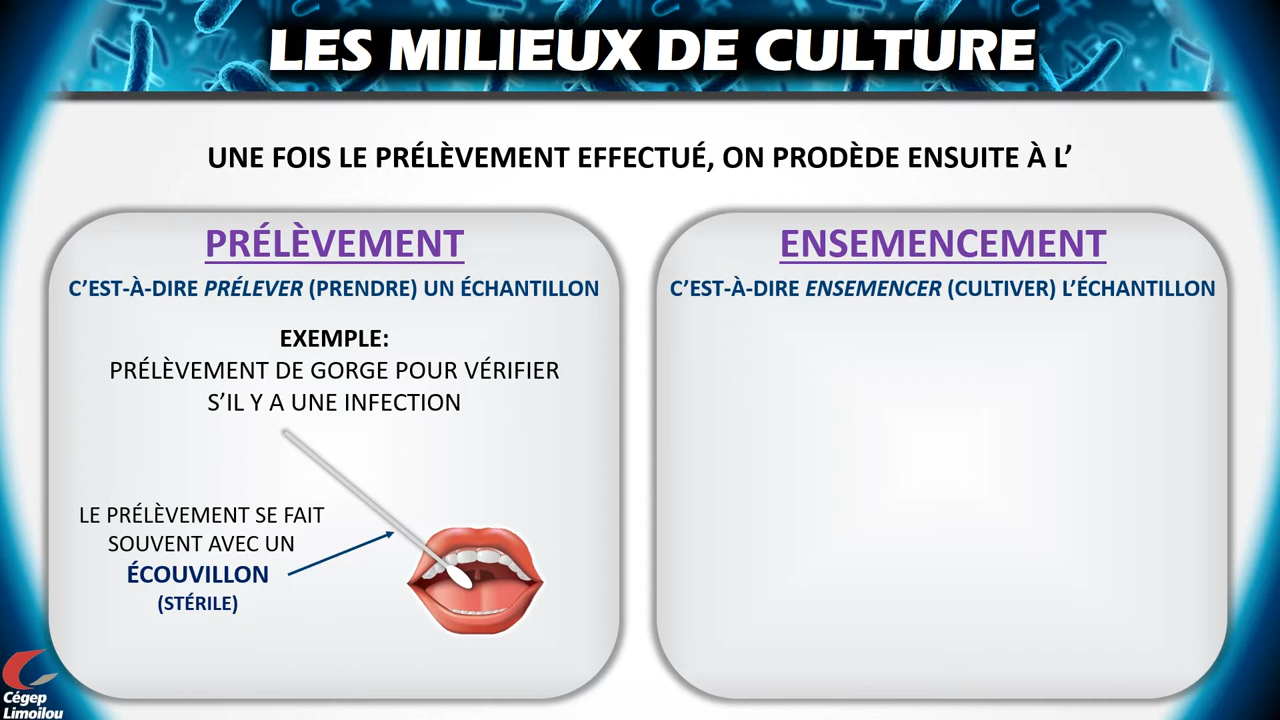 LES MILIEUX DE CULTURE
UNE FOIS LE PRÉLÈVEMENT EFFECTUÉ, ON PRODÈDE ENSUITE À L’
PRÉLÈVEMENT
C’EST-À-DIRE PRÉLEVER (PRENDRE) UN ÉCHANTILLON
EXEMPLE:
PRÉLÈVEMENT DE GORGE POUR VÉRIFIER
S’IL Y A UNE INFECTION
LE PRÉLÈVEMENT SE FAIT
SOUVENT AVEC UN
ÉCOUVILLON
(STÉRILE)
ENSEMENCEMENT
C’EST-À-DIRE ENSEMENCER (CULTIVER) L’ÉCHANTILLON
Cégep
Limoilou